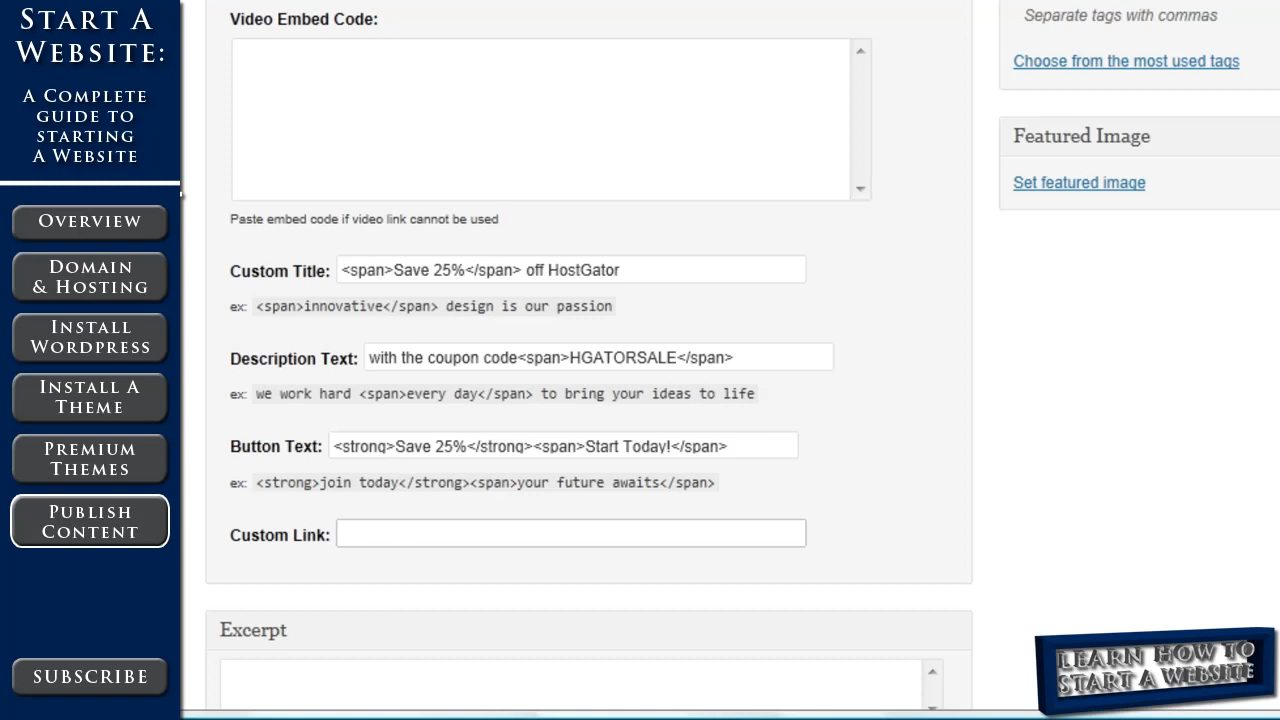 START A
WEBSITE:
A COMPLETE
GUIDE TO
STARTING
A WEBSITE
OVERVIEW
DOMAIN
& HOSTING
INSTALL
WORDPRESS
INSTALL A
THEME
PREMIUM
THEMES
PUBLISH
CONTENT
SUBSCRIBE
Video Embed Code:
Paste embed code if video link cannot be used
Custom Title: <span>Save 25%</span> off HostGator
ex: <span>innovative</span> design is our passion
Description Text: with the coupon code<span>HGATORSALE</span>
ex: we work hard <span>every day</span> to bring your ideas to life
Button Text: <strong>Save 25%</strong><span>Start Today!</span>
ex: <strong>join today</strong><span>your future awaits</span>
Custom Link:
Excerpt
Separate tags with commas
Choose from the most used tags
Featured Image
Set featured image
LEARN HOW TO
START A WEBSITE